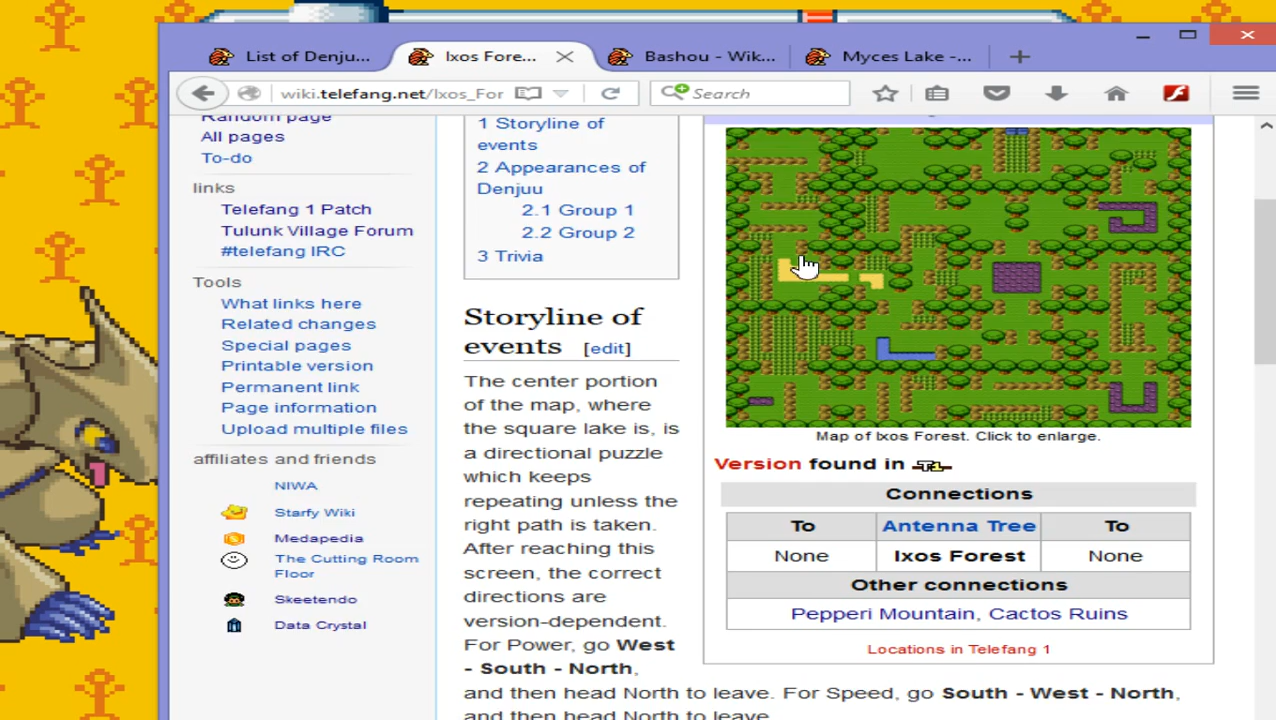 List of Denju...
Ixos Fore...
Bashou - Wik...
Myces Lake -...
wiki.telefang.net/Ixos_For
Search
Random page
All pages
To-do
links
Telefang 1 Patch
Tulunk Village Forum
#telefang IRC
Tools
What links here
Related changes
Special pages
Printable version
Permanent link
Page information
Upload multiple files
affiliates and friends
NIWA
Starfy Wiki
Medapedia
The Cutting Room
Floor
Skeetendo
Data Crystal
1 Storyline of
events
2 Appearances of
Denjuu
2.1 Group 1
2.2 Group 2
3 Trivia
Storyline of
events [edit]
The center portion
of the map, where
the square lake is, is
a directional puzzle
which keeps
repeating unless the
right path is taken.
After reaching this
screen, the correct
directions are
version-dependent.
For Power, go West
- South - North,
and then head North to leave. For Speed, go South - West - North,
and then head North to leave.
Map of Ixos Forest. Click to enlarge.
Version found in T1
Connections
To Antenna Tree To
None Ixos Forest None
Other connections
Pepperi Mountain, Cactos Ruins
Locations in Telefang 1